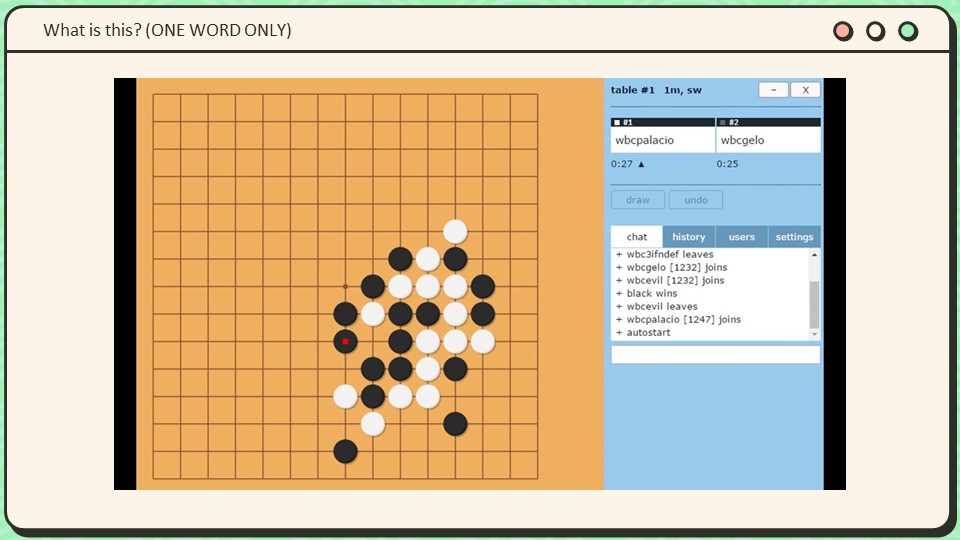 What is this? (ONE WORD ONLY)
table #1 1m, sw
– X
#1 #2
wbcpalacio wbcgelo
0:27 ▲ 0:25
draw undo
chat history users settings
+ wbc3ifndef leaves
+ wbcgelo [1232] joins
+ wbcevil [1232] joins
+ black wins
+ wbcevil leaves
+ wbcpalacio [1247] joins
+ autostart